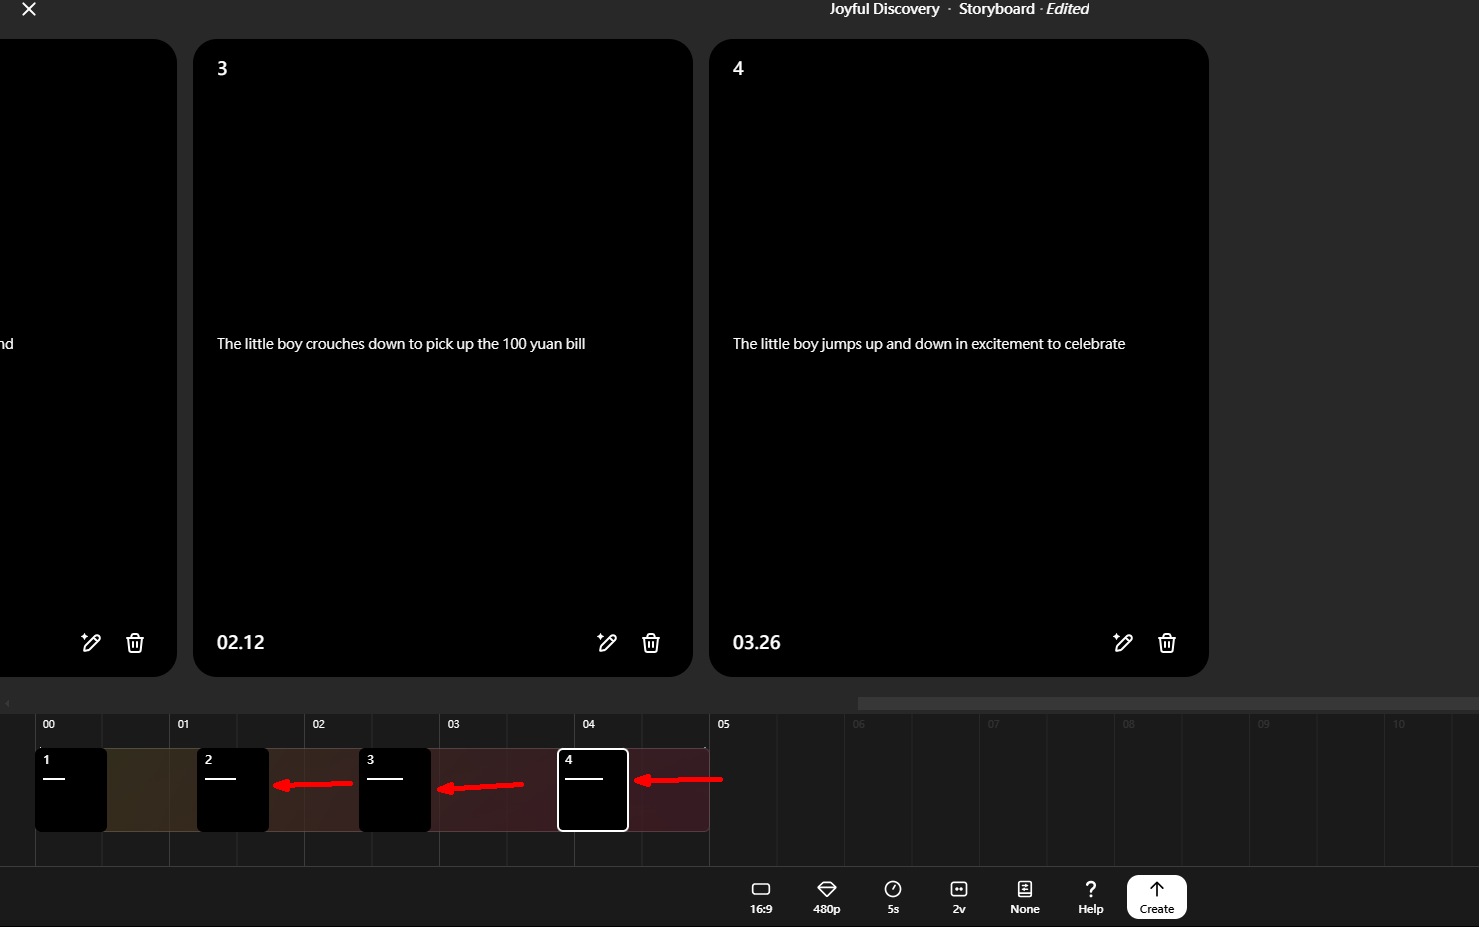 Joyful Discovery · Storyboard · Edited
3
4
nd
The little boy crouches down to pick up the 100 yuan bill
The little boy jumps up and down in excitement to celebrate
02.12
03.26
00 01 02 03 04 05 06 07 08 09 10
1 2 3 4
16:9 480p 5s 2v None Help Create